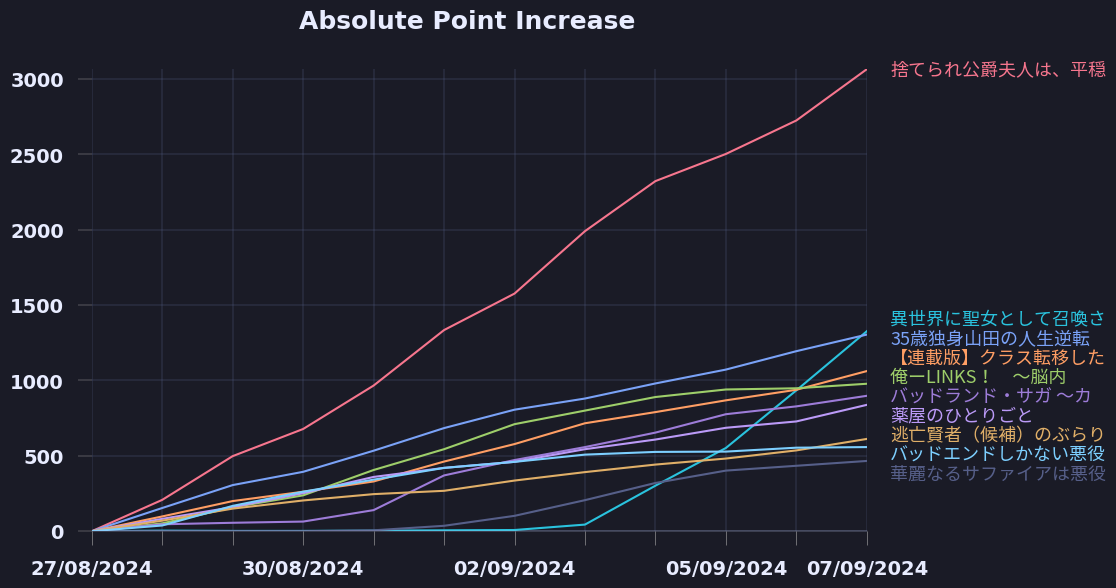 Absolute Point Increase
3000
2500
2000
1500
1000
500
0
27/08/2024
30/08/2024
02/09/2024
05/09/2024
07/09/2024
捨てられ公爵夫人は、平穏
異世界に聖女として召喚さ
35歳独身山田の人生逆転
【連載版】クラス転移した
俺ーLINKS！　〜脳内
バッドランド・サガ 〜カ
薬屋のひとりごと
逃亡賢者（候補）のぶらり
バッドエンドしかない悪役
華麗なるサファイアは悪役